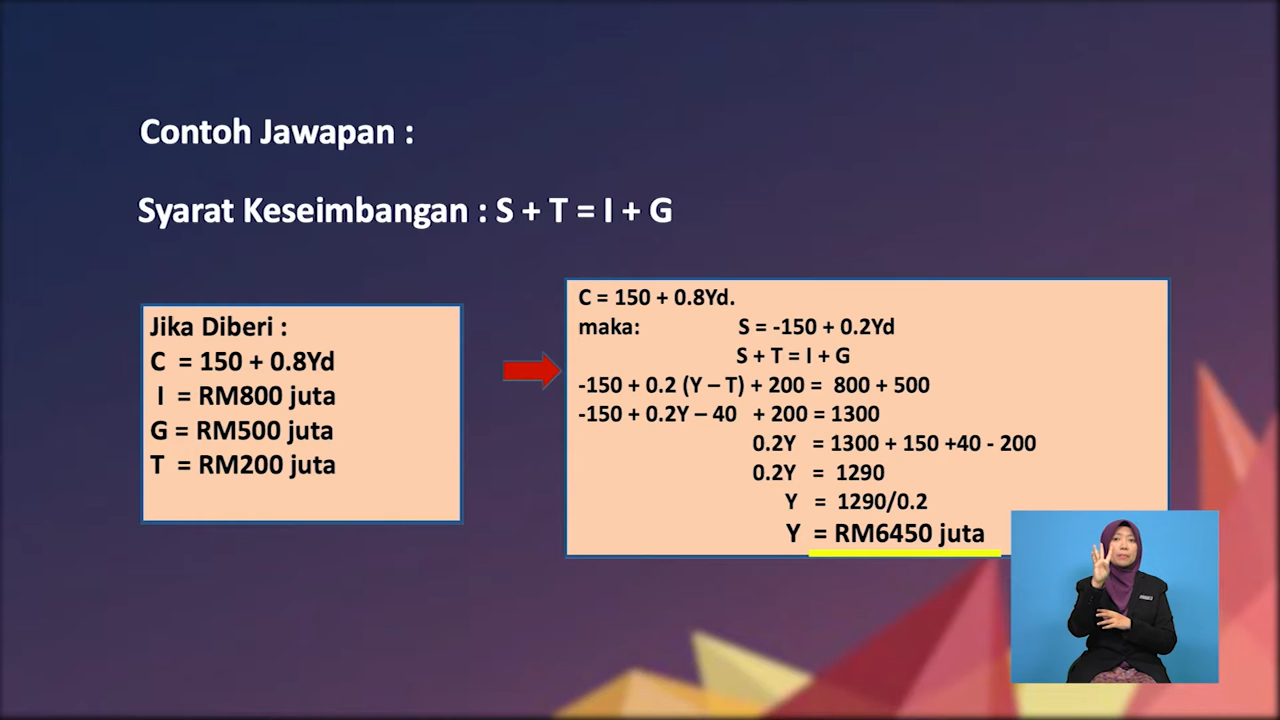 Contoh Jawapan :
Syarat Keseimbangan : S + T = I + G
Jika Diberi :
C = 150 + 0.8Yd
I = RM800 juta
G = RM500 juta
T = RM200 juta
C = 150 + 0.8Yd.
maka: S = -150 + 0.2Yd
S + T = I + G
-150 + 0.2 (Y – T) + 200 = 800 + 500
-150 + 0.2Y – 40 + 200 = 1300
0.2Y = 1300 + 150 +40 - 200
0.2Y = 1290
Y = 1290/0.2
Y = RM6450 juta